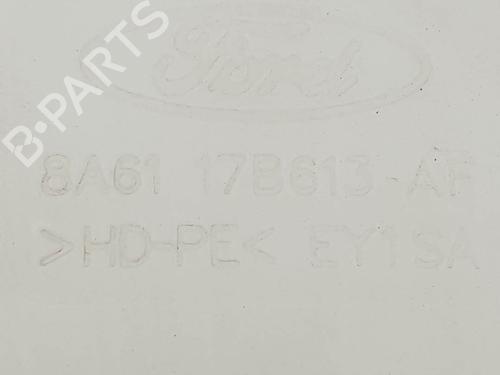 B-PARTS
Ford
8A61 17B613-AF
>HD-PE< EY1SA